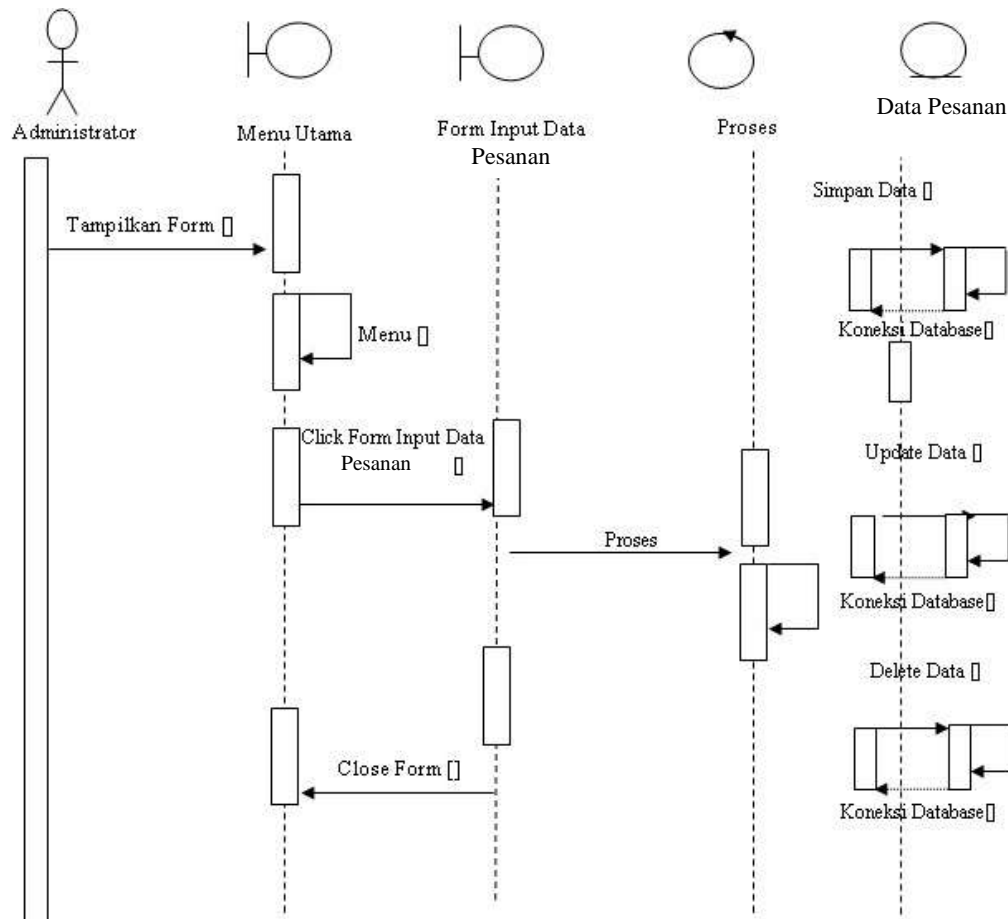 Administrator
Menu Utama
Form Input Data
Pesanan
Proses
Data Pesanan
Simpan Data []
Tampilkan Form []
Koneksi Database[]
Menu []
Click Form Input Data
Pesanan []
Update Data []
Proses
Koneksi Database[]
Delete Data []
Close Form []
Koneksi Database[]